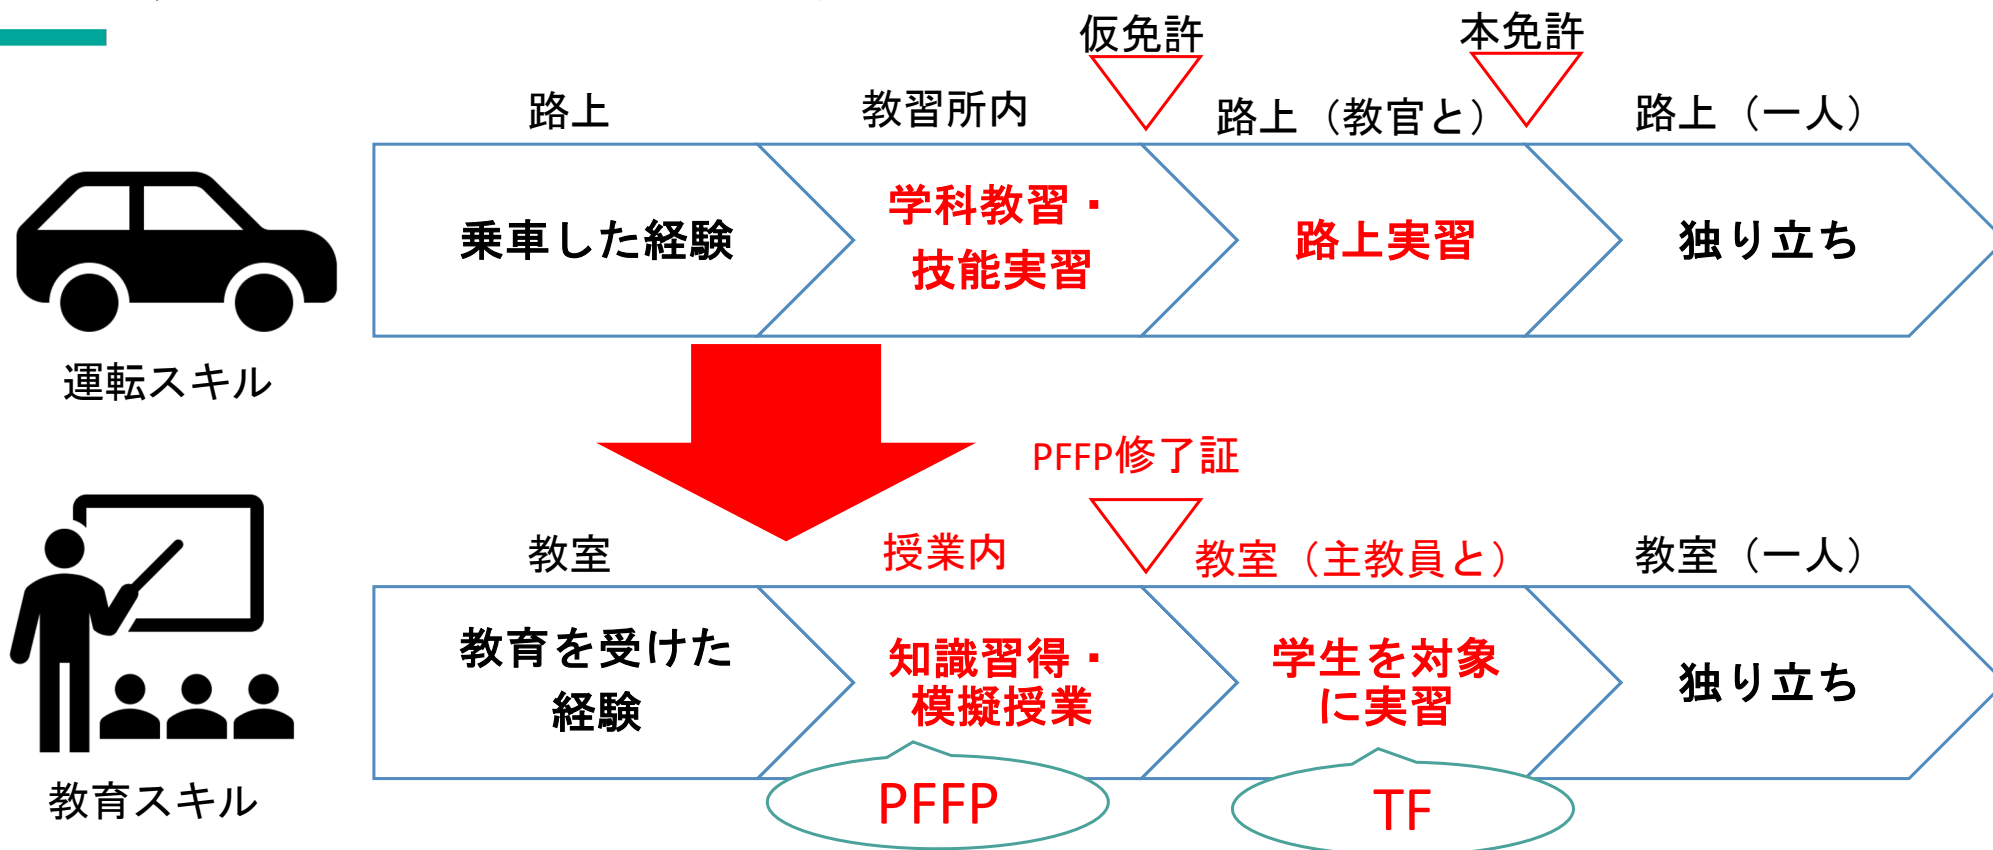 仮免許
本免許
路上
教習所内
路上（教官と）
路上（一人）
乗車した経験
学科教習・
技能実習
路上実習
独り立ち
運転スキル
PFFP修了証
教室
授業内
教室（主教員と）
教室（一人）
教育を受けた
経験
知識習得・
模擬授業
学生を対象
に実習
独り立ち
教育スキル
PFFP
TF